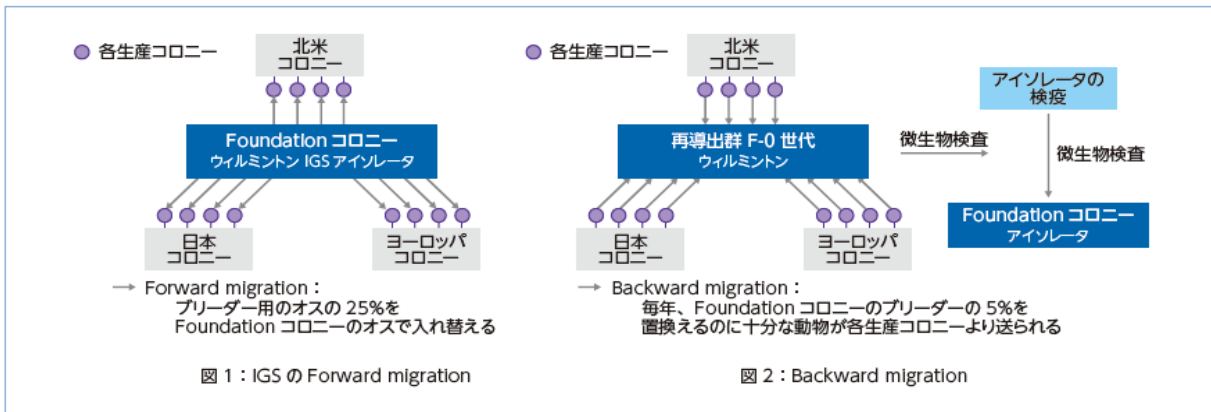 各生産コロニー
北米
コロニー
Foundation コロニー
ウィルミントン IGS アイソレータ
日本
コロニー
ヨーロッパ
コロニー
→ Forward migration：
ブリーダー用のオスの 25%を
Foundation コロニーのオスで入れ替える
図 1：IGS の Forward migration
各生産コロニー
北米
コロニー
再導出群 F-0 世代
ウィルミントン
日本
コロニー
ヨーロッパ
コロニー
微生物検査
アイソレータの
検疫
微生物検査
Foundation コロニー
アイソレータ
→ Backward migration：
毎年、Foundation コロニーのブリーダーの 5%を
置換えるのに十分な動物が各生産コロニーより送られる
図 2：Backward migration